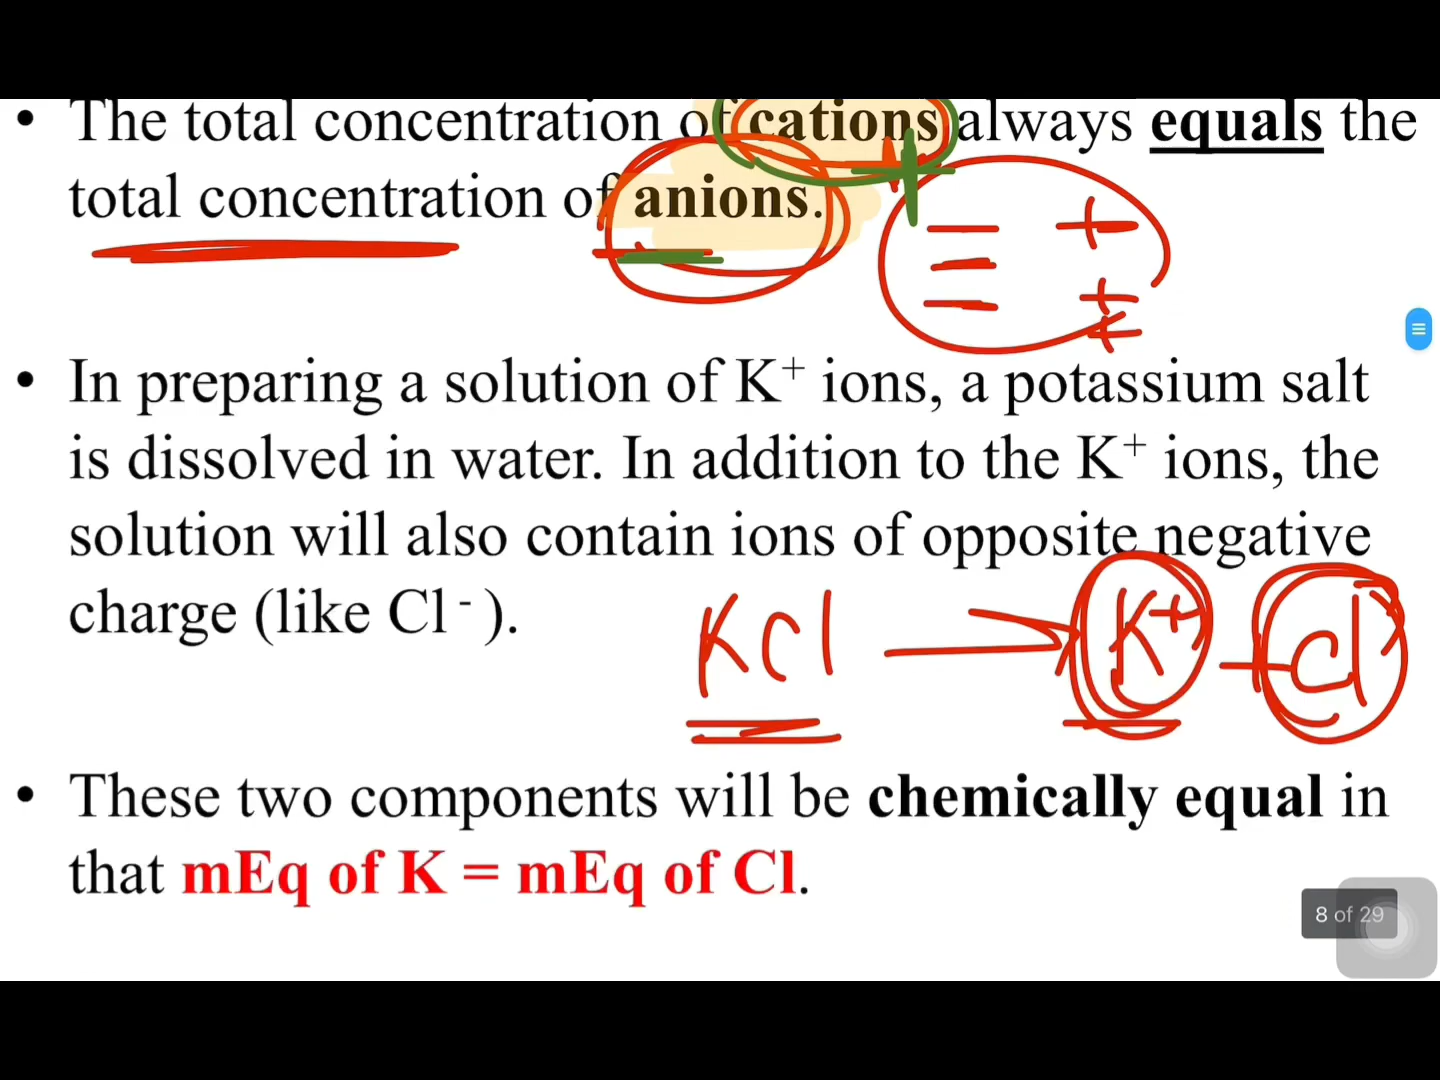 • The total concentration of cations always equals the
total concentration of anions.
• In preparing a solution of K⁺ ions, a potassium salt
is dissolved in water. In addition to the K⁺ ions, the
solution will also contain ions of opposite negative
charge (like Cl⁻).
KCl → K⁺ + Cl⁻
• These two components will be chemically equal in
that mEq of K = mEq of Cl.
8 of 29